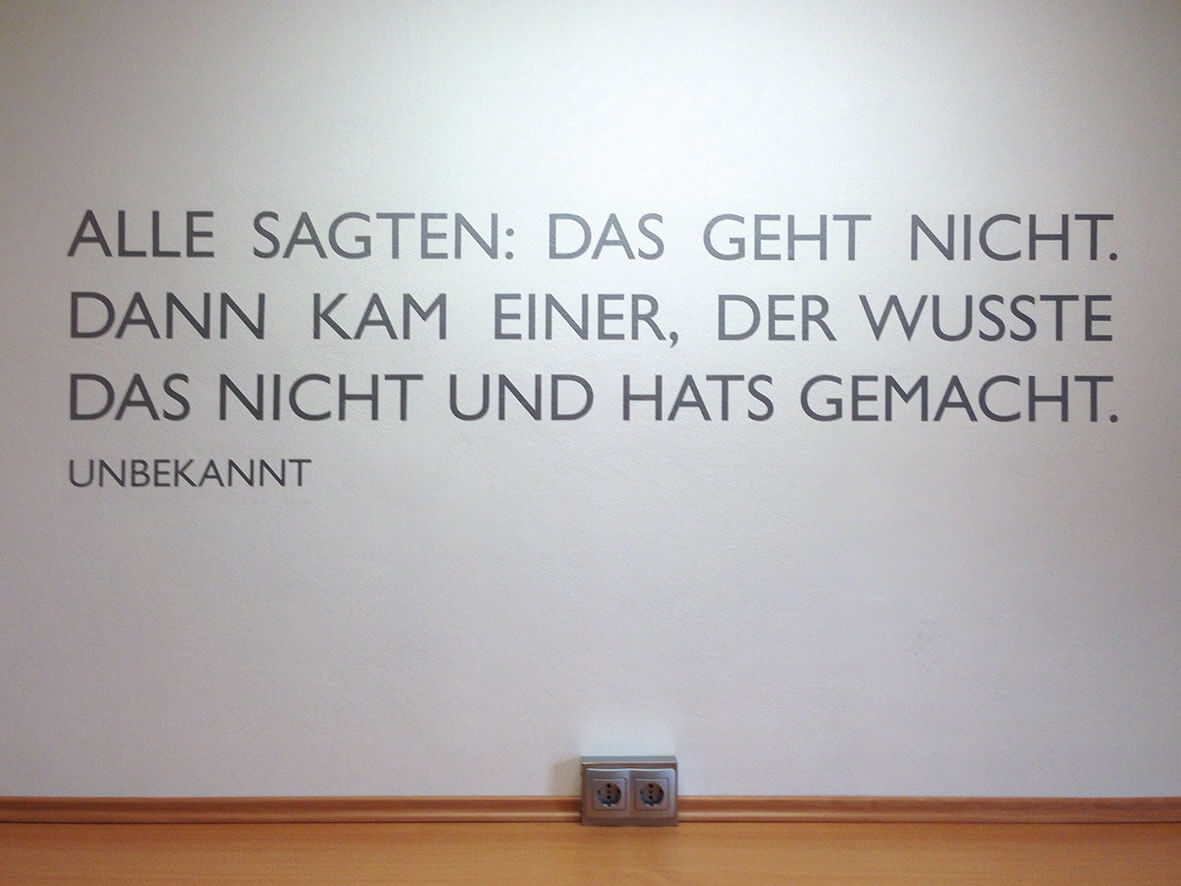 ALLE SAGTEN: DAS GEHT NICHT.
DANN KAM EINER, DER WUSSTE
DAS NICHT UND HATS GEMACHT.
UNBEKANNT